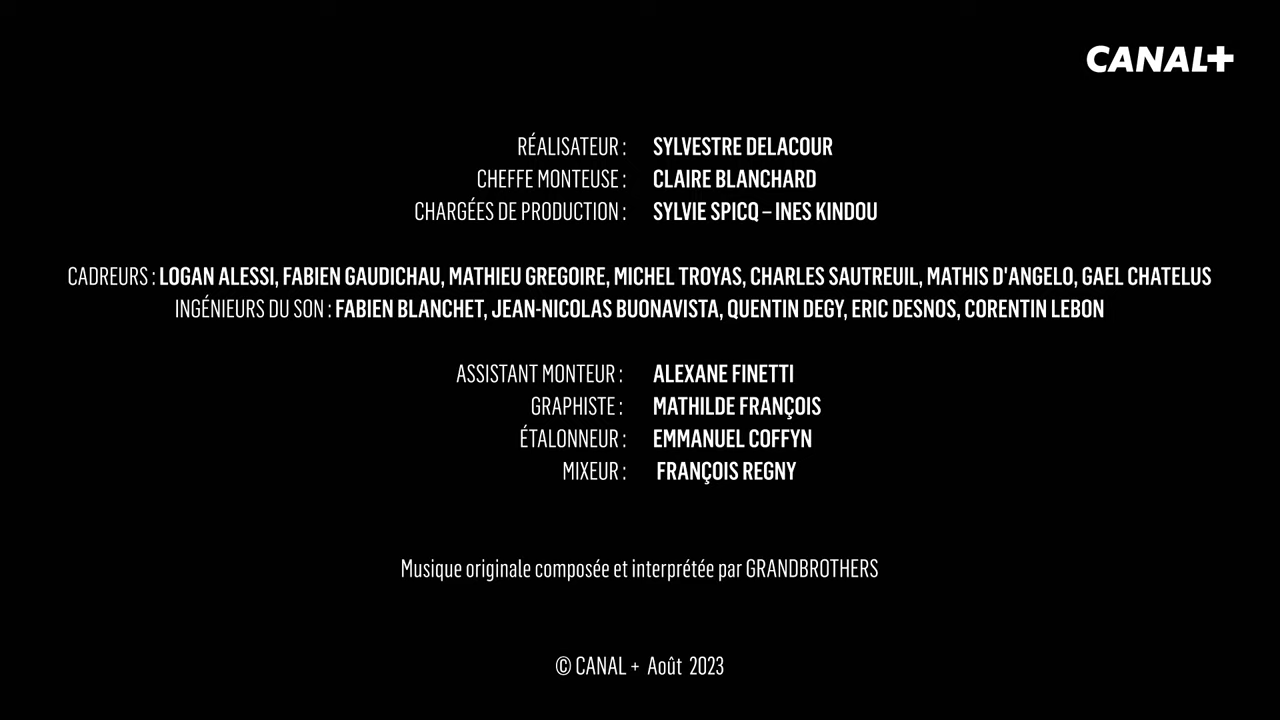 CANAL+
RÉALISATEUR : SYLVESTRE DELACOUR
CHEFFE MONTEUSE : CLAIRE BLANCHARD
CHARGÉES DE PRODUCTION : SYLVIE SPICQ – INES KINDOU
CADREURS : LOGAN ALESSI, FABIEN GAUDICHAU, MATHIEU GREGOIRE, MICHEL TROYAS, CHARLES SAUTREUIL, MATHIS D'ANGELO, GAEL CHATELUS
INGÉNIEURS DU SON : FABIEN BLANCHET, JEAN-NICOLAS BUONAVISTA, QUENTIN DEGY, ERIC DESNOS, CORENTIN LEBON
ASSISTANT MONTEUR : ALEXANE FINETTI
GRAPHISTE : MATHILDE FRANÇOIS
ÉTALONNEUR : EMMANUEL COFFYN
MIXEUR : FRANÇOIS REGNY
Musique originale composée et interprétée par GRANDBROTHERS
© CANAL + Août 2023